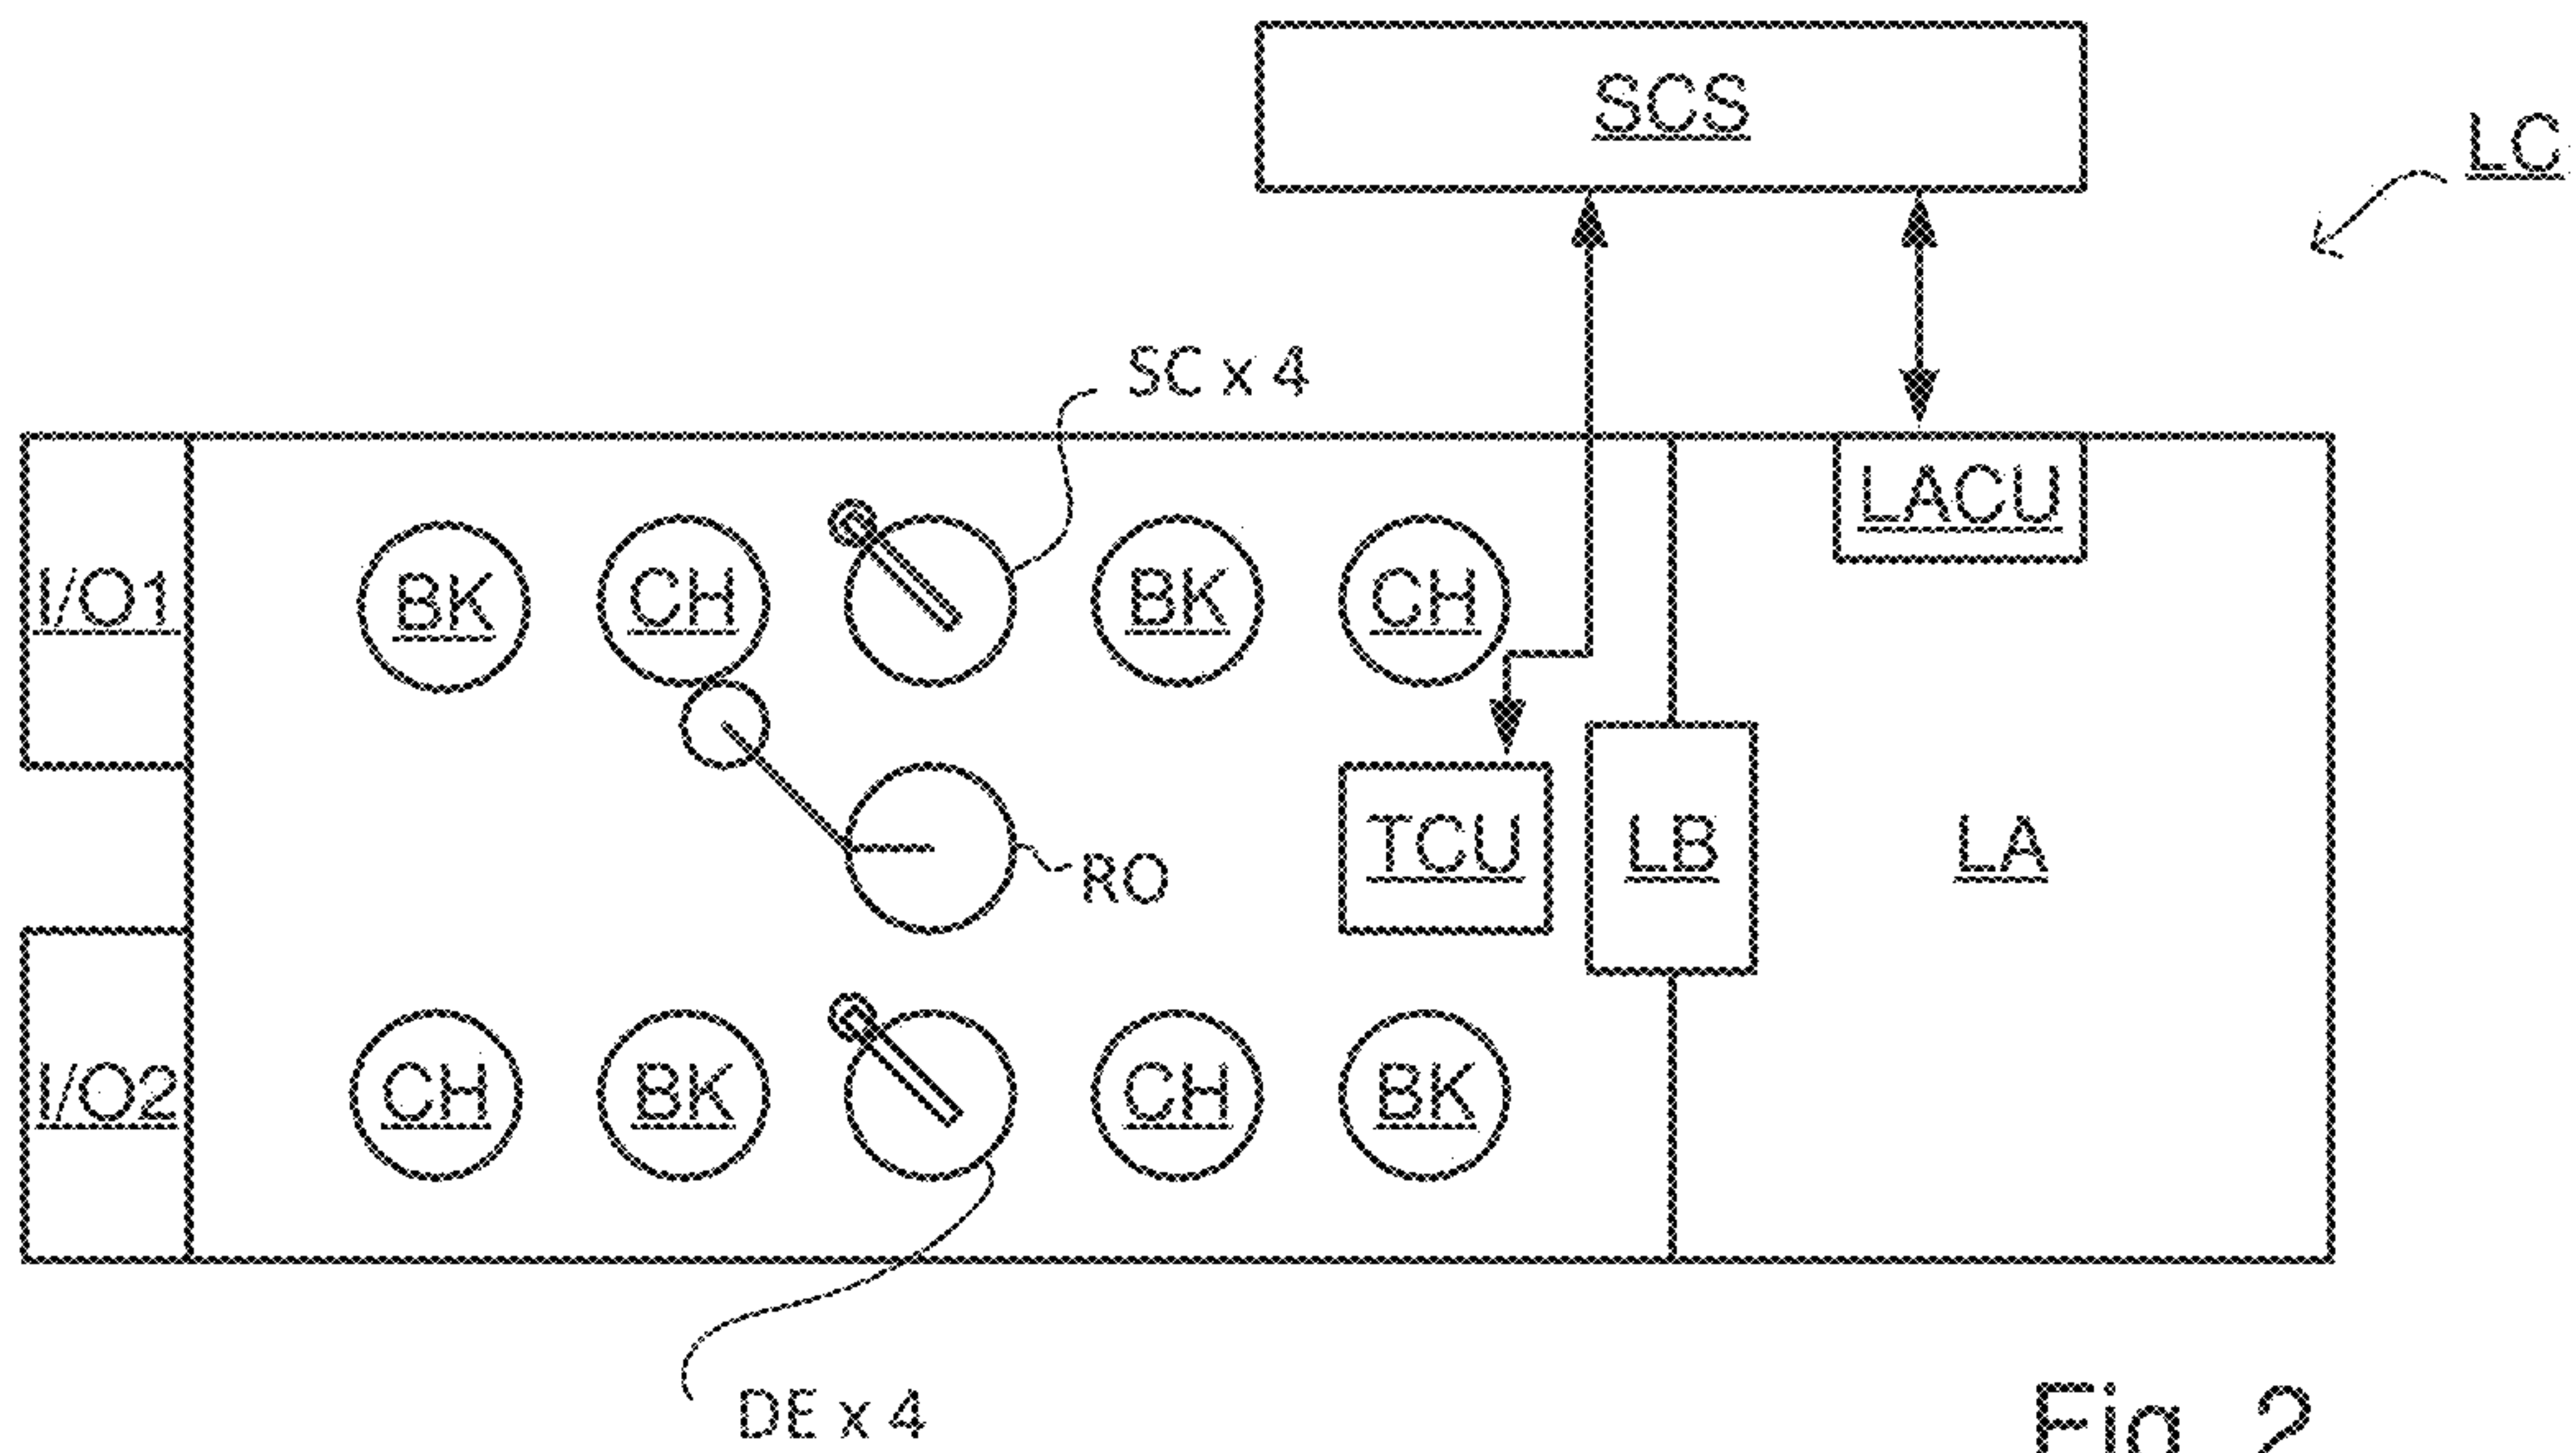 SCS
LC
SC x 4
LACU
I/O1
BK
CH
BK
CH
TCU
LB
LA
RO
I/O2
CH
BK
CH
BK
DE x 4
Fig. 2